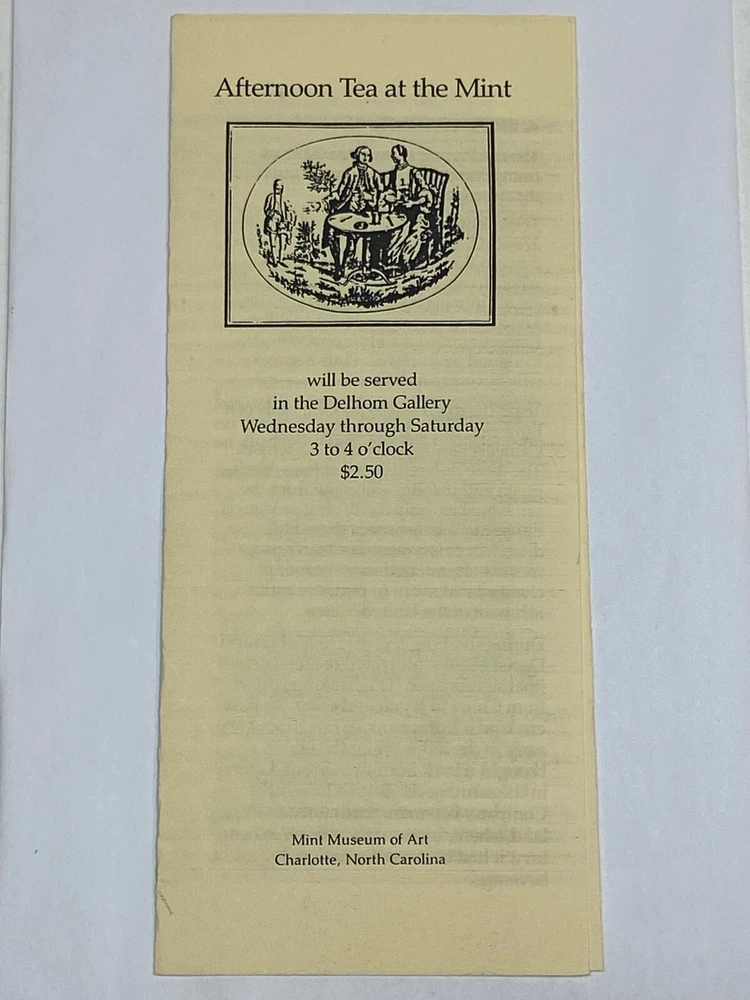 Afternoon Tea at the Mint
will be served
in the Delhom Gallery
Wednesday through Saturday
3 to 4 o'clock
$2.50
Mint Museum of Art
Charlotte, North Carolina